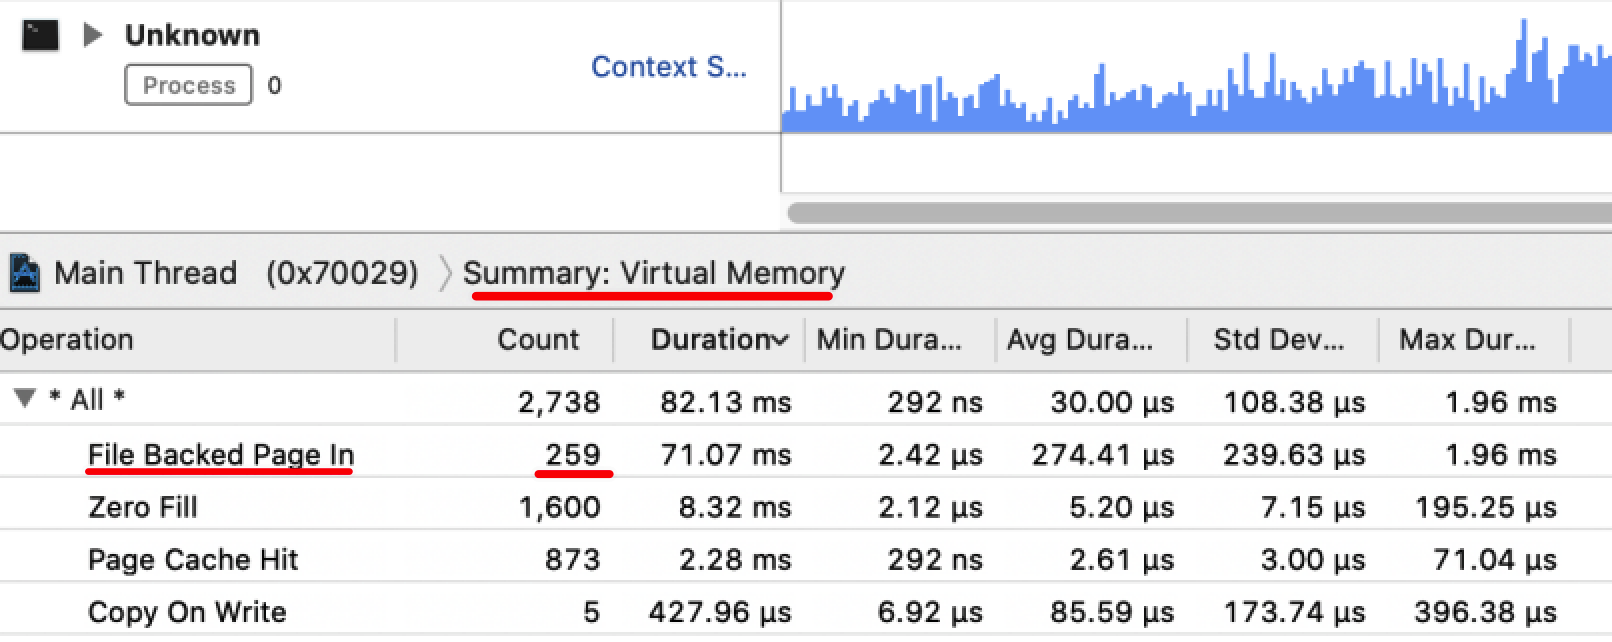 Unknown
Context S...
Process 0
Main Thread (0x70029) Summary: Virtual Memory
Operation Count Duration Min Dura... Avg Dura... Std Dev... Max Dur...
* All * 2,738 82.13 ms 292 ns 30.00 µs 108.38 µs 1.96 ms
File Backed Page In 259 71.07 ms 2.42 µs 274.41 µs 239.63 µs 1.96 ms
Zero Fill 1,600 8.32 ms 2.12 µs 5.20 µs 7.15 µs 195.25 µs
Page Cache Hit 873 2.28 ms 292 ns 2.61 µs 3.00 µs 71.04 µs
Copy On Write 5 427.96 µs 6.92 µs 85.59 µs 173.74 µs 396.38 µs